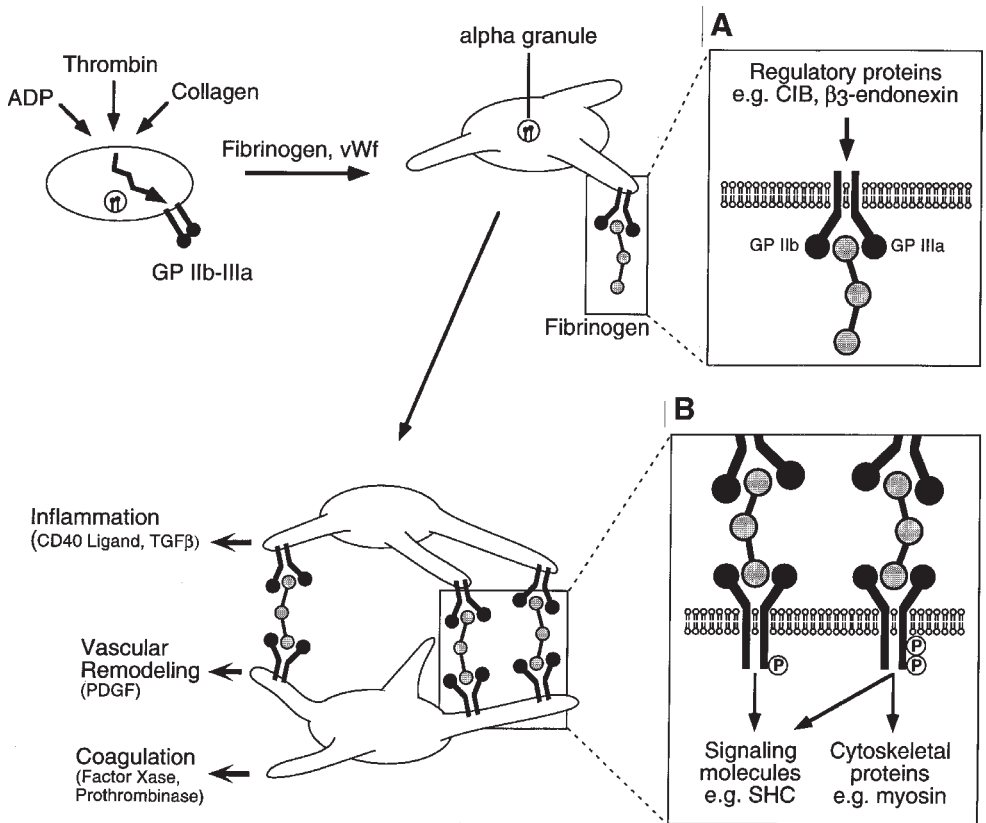 Thrombin
ADP
Collagen
GP IIb-IIIa
Fibrinogen, vWf
alpha granule
Fibrinogen
A
Regulatory proteins
e.g. CIB, β3-endonexin
GP IIb
GP IIIa
B
P
P
P
Signaling
molecules
e.g. SHC
Cytoskeletal
proteins
e.g. myosin
Inflammation
(CD40 Ligand, TGFβ)
Vascular
Remodeling
(PDGF)
Coagulation
(Factor Xase,
Prothrombinase)